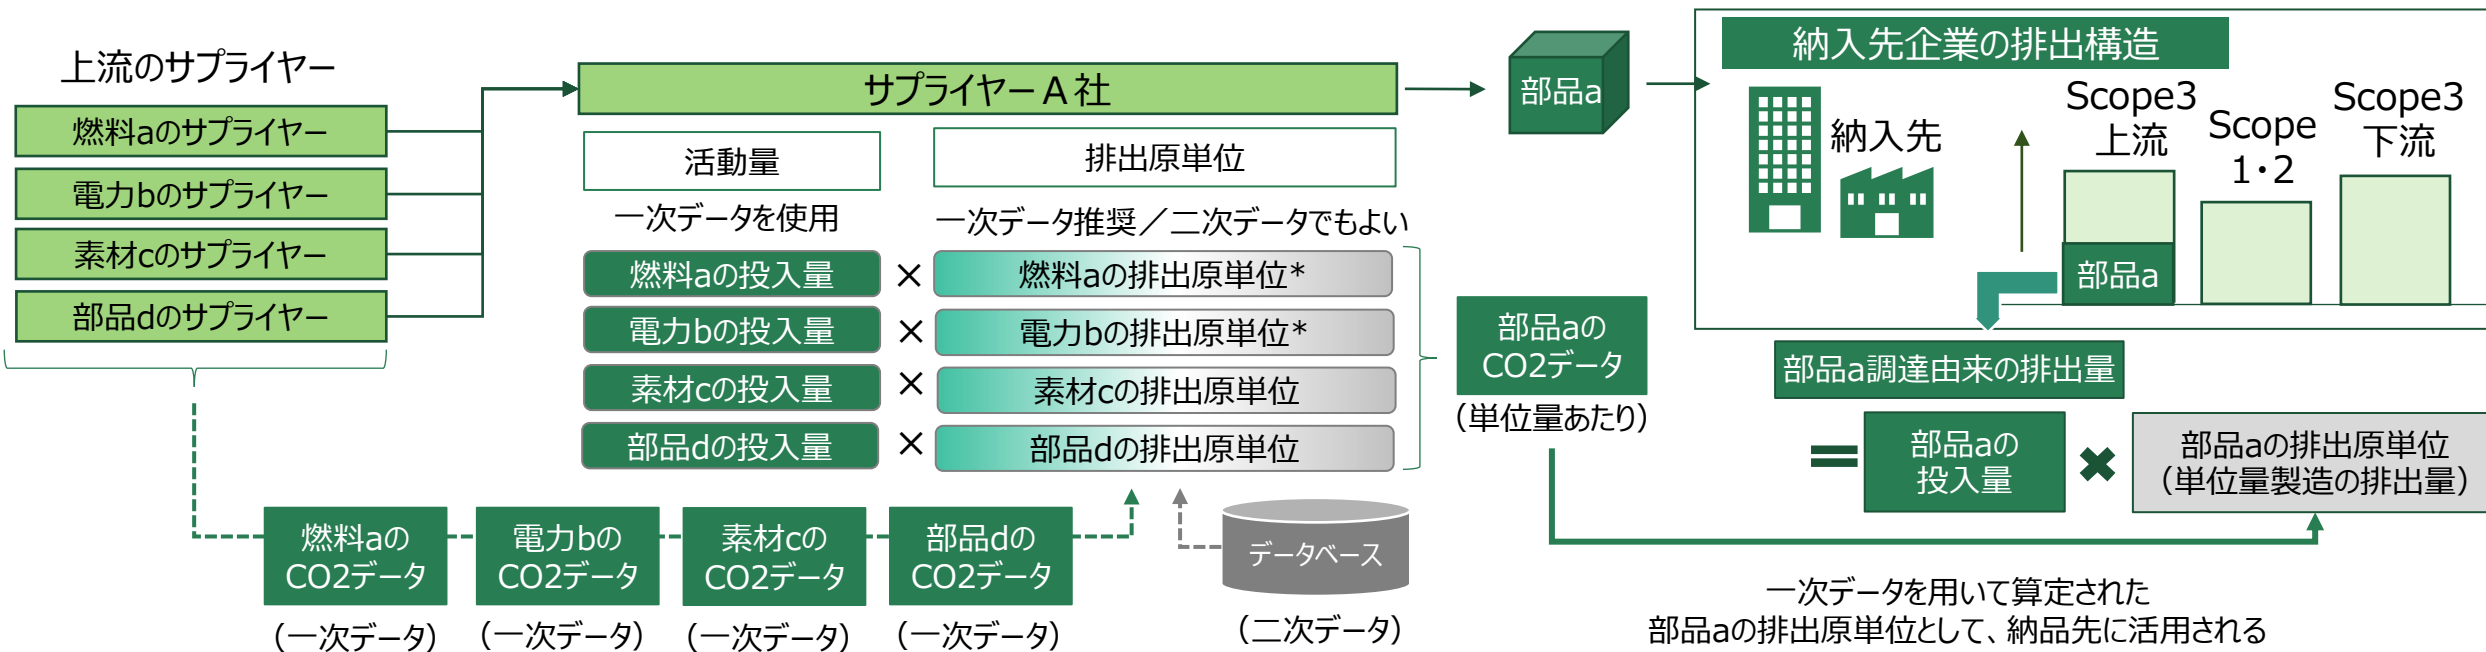 上流のサプライヤー
燃料aのサプライヤー
電力bのサプライヤー
素材cのサプライヤー
部品dのサプライヤー
サプライヤーA社
活動量
排出原単位
一次データを使用
一次データ推奨／二次データでもよい
燃料aの投入量
×
燃料aの排出原単位*
電力bの投入量
×
電力bの排出原単位*
素材cの投入量
×
素材cの排出原単位
部品dの投入量
×
部品dの排出原単位
燃料aの
CO2データ
（一次データ）
電力bの
CO2データ
（一次データ）
素材cの
CO2データ
（一次データ）
部品dの
CO2データ
（一次データ）
データベース
（二次データ）
部品aの
CO2データ
（単位量あたり）
部品a
納入先企業の排出構造
納入先
Scope3
上流
Scope
1・2
Scope3
下流
部品a
部品a調達由来の排出量
＝
部品aの
投入量
×
部品aの排出原単位
（単位量製造の排出量）
一次データを用いて算定された
部品aの排出原単位として、納品先に活用される